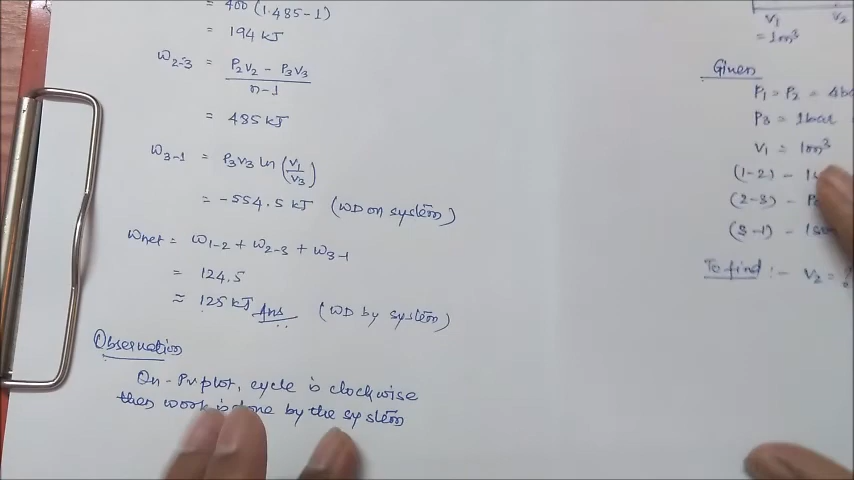 = 400 (1.485-1)
= 194 kJ
W2-3 = P2V2 - P3V3 / n-1
= 485 kJ
W3-1 = P3V3 ln (V1/V3)
= -554.5 kJ (WD on system)
Wnet = W1-2 + W2-3 + W3-1
= 124.5
≈ 125 kJ Ans (WD by system)
Observation
On - PV plot, cycle is clockwise
then work is done by the system
V1 V2
= 1m³
Given
P1 = P2 = 4ba
P3 = 1bar
V1 = 1m³
(1-2) -
(2-3) -
(3-1) -
To find :- V2 = ?